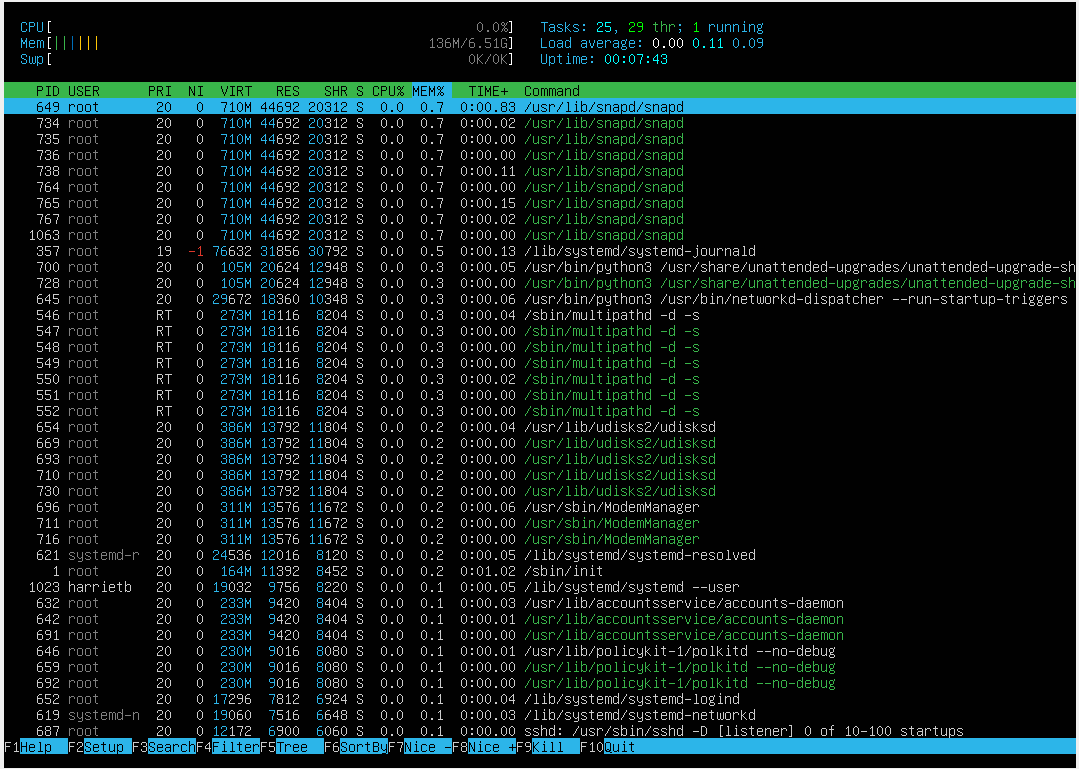 CPU[ 0.0%] Tasks: 25, 29 thr; 1 running
Mem[|||||| 136M/6.51G] Load average: 0.00 0.11 0.09
Swp[ 0K/0K] Uptime: 00:07:43
PID USER PRI NI VIRT RES SHR S CPU% MEM% TIME+ Command
649 root 20 0 710M 44692 20312 S 0.0 0.7 0:00.83 /usr/lib/snapd/snapd
734 root 20 0 710M 44692 20312 S 0.0 0.7 0:00.02 /usr/lib/snapd/snapd
735 root 20 0 710M 44692 20312 S 0.0 0.7 0:00.00 /usr/lib/snapd/snapd
736 root 20 0 710M 44692 20312 S 0.0 0.7 0:00.00 /usr/lib/snapd/snapd
738 root 20 0 710M 44692 20312 S 0.0 0.7 0:00.11 /usr/lib/snapd/snapd
764 root 20 0 710M 44692 20312 S 0.0 0.7 0:00.00 /usr/lib/snapd/snapd
765 root 20 0 710M 44692 20312 S 0.0 0.7 0:00.15 /usr/lib/snapd/snapd
767 root 20 0 710M 44692 20312 S 0.0 0.7 0:00.02 /usr/lib/snapd/snapd
1063 root 20 0 710M 44692 20312 S 0.0 0.7 0:00.00 /usr/lib/snapd/snapd
357 root 19 -1 76632 31856 30792 S 0.0 0.5 0:00.13 /lib/systemd/systemd-journald
700 root 20 0 105M 20624 12948 S 0.0 0.3 0:00.05 /usr/bin/python3 /usr/share/unattended-upgrades/unattended-upgrade-sh
728 root 20 0 105M 20624 12948 S 0.0 0.3 0:00.00 /usr/bin/python3 /usr/share/unattended-upgrades/unattended-upgrade-sh
645 root 20 0 29672 18360 10348 S 0.0 0.3 0:00.06 /usr/bin/python3 /usr/bin/networkd-dispatcher --run-startup-triggers
546 root RT 0 273M 18116 8204 S 0.0 0.3 0:00.04 /sbin/multipathd -d -s
547 root RT 0 273M 18116 8204 S 0.0 0.3 0:00.00 /sbin/multipathd -d -s
548 root RT 0 273M 18116 8204 S 0.0 0.3 0:00.00 /sbin/multipathd -d -s
549 root RT 0 273M 18116 8204 S 0.0 0.3 0:00.00 /sbin/multipathd -d -s
550 root RT 0 273M 18116 8204 S 0.0 0.3 0:00.02 /sbin/multipathd -d -s
551 root RT 0 273M 18116 8204 S 0.0 0.3 0:00.00 /sbin/multipathd -d -s
552 root RT 0 273M 18116 8204 S 0.0 0.3 0:00.00 /sbin/multipathd -d -s
654 root 20 0 386M 13792 11804 S 0.0 0.2 0:00.04 /usr/lib/udisks2/udisksd
669 root 20 0 386M 13792 11804 S 0.0 0.2 0:00.00 /usr/lib/udisks2/udisksd
693 root 20 0 386M 13792 11804 S 0.0 0.2 0:00.00 /usr/lib/udisks2/udisksd
710 root 20 0 386M 13792 11804 S 0.0 0.2 0:00.00 /usr/lib/udisks2/udisksd
730 root 20 0 386M 13792 11804 S 0.0 0.2 0:00.00 /usr/lib/udisks2/udisksd
696 root 20 0 311M 13576 11672 S 0.0 0.2 0:00.06 /usr/sbin/ModemManager
711 root 20 0 311M 13576 11672 S 0.0 0.2 0:00.00 /usr/sbin/ModemManager
716 root 20 0 311M 13576 11672 S 0.0 0.2 0:00.00 /usr/sbin/ModemManager
621 systemd-r 20 0 24536 12016 8120 S 0.0 0.2 0:00.05 /lib/systemd/systemd-resolved
1 root 20 0 164M 11392 8452 S 0.0 0.2 0:01.02 /sbin/init
1023 harrietb 20 0 19032 9756 8220 S 0.0 0.1 0:00.05 /lib/systemd/systemd --user
632 root 20 0 233M 9420 8404 S 0.0 0.1 0:00.03 /usr/lib/accountsservice/accounts-daemon
642 root 20 0 233M 9420 8404 S 0.0 0.1 0:00.01 /usr/lib/accountsservice/accounts-daemon
691 root 20 0 233M 9420 8404 S 0.0 0.1 0:00.00 /usr/lib/accountsservice/accounts-daemon
646 root 20 0 230M 9016 8080 S 0.0 0.1 0:00.01 /usr/lib/policykit-1/polkitd --no-debug
659 root 20 0 230M 9016 8080 S 0.0 0.1 0:00.00 /usr/lib/policykit-1/polkitd --no-debug
692 root 20 0 230M 9016 8080 S 0.0 0.1 0:00.00 /usr/lib/policykit-1/polkitd --no-debug
652 root 20 0 17296 7812 6924 S 0.0 0.1 0:00.04 /lib/systemd/systemd-logind
619 systemd-n 20 0 19060 7516 6648 S 0.0 0.1 0:00.03 /lib/systemd/systemd-networkd
687 root 20 0 12172 6900 6060 S 0.0 0.1 0:00.00 sshd: /usr/sbin/sshd -D [listener] 0 of 10-100 startups
F1Help F2Setup F3SearchF4FilterF5Tree F6SortByF7Nice -F8Nice +F9Kill F10Quit